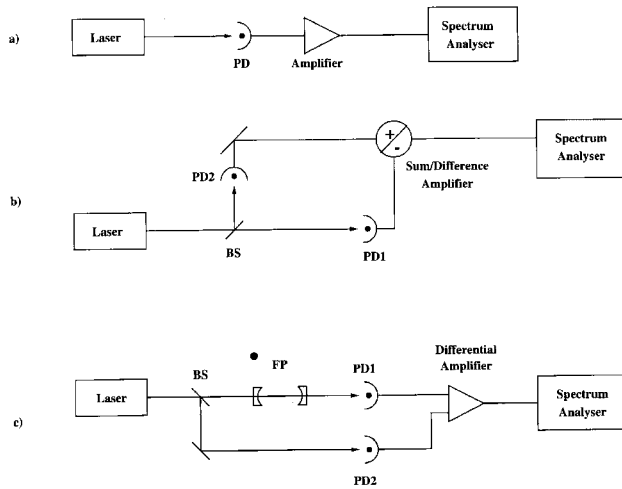 a)
Laser
PD
Amplifier
Spectrum
Analyser
b)
Laser
BS
PD2
PD1
+
-
Sum/Difference
Amplifier
Spectrum
Analyser
c)
Laser
BS
FP
PD1
PD2
Differential
Amplifier
Spectrum
Analyser